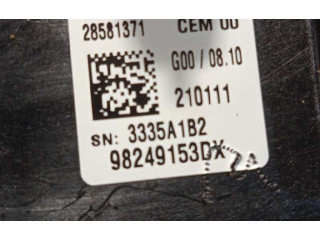 28581371 CEM 00
G00 / 08.10
210111
SN: 3335A1B2
98249153DX